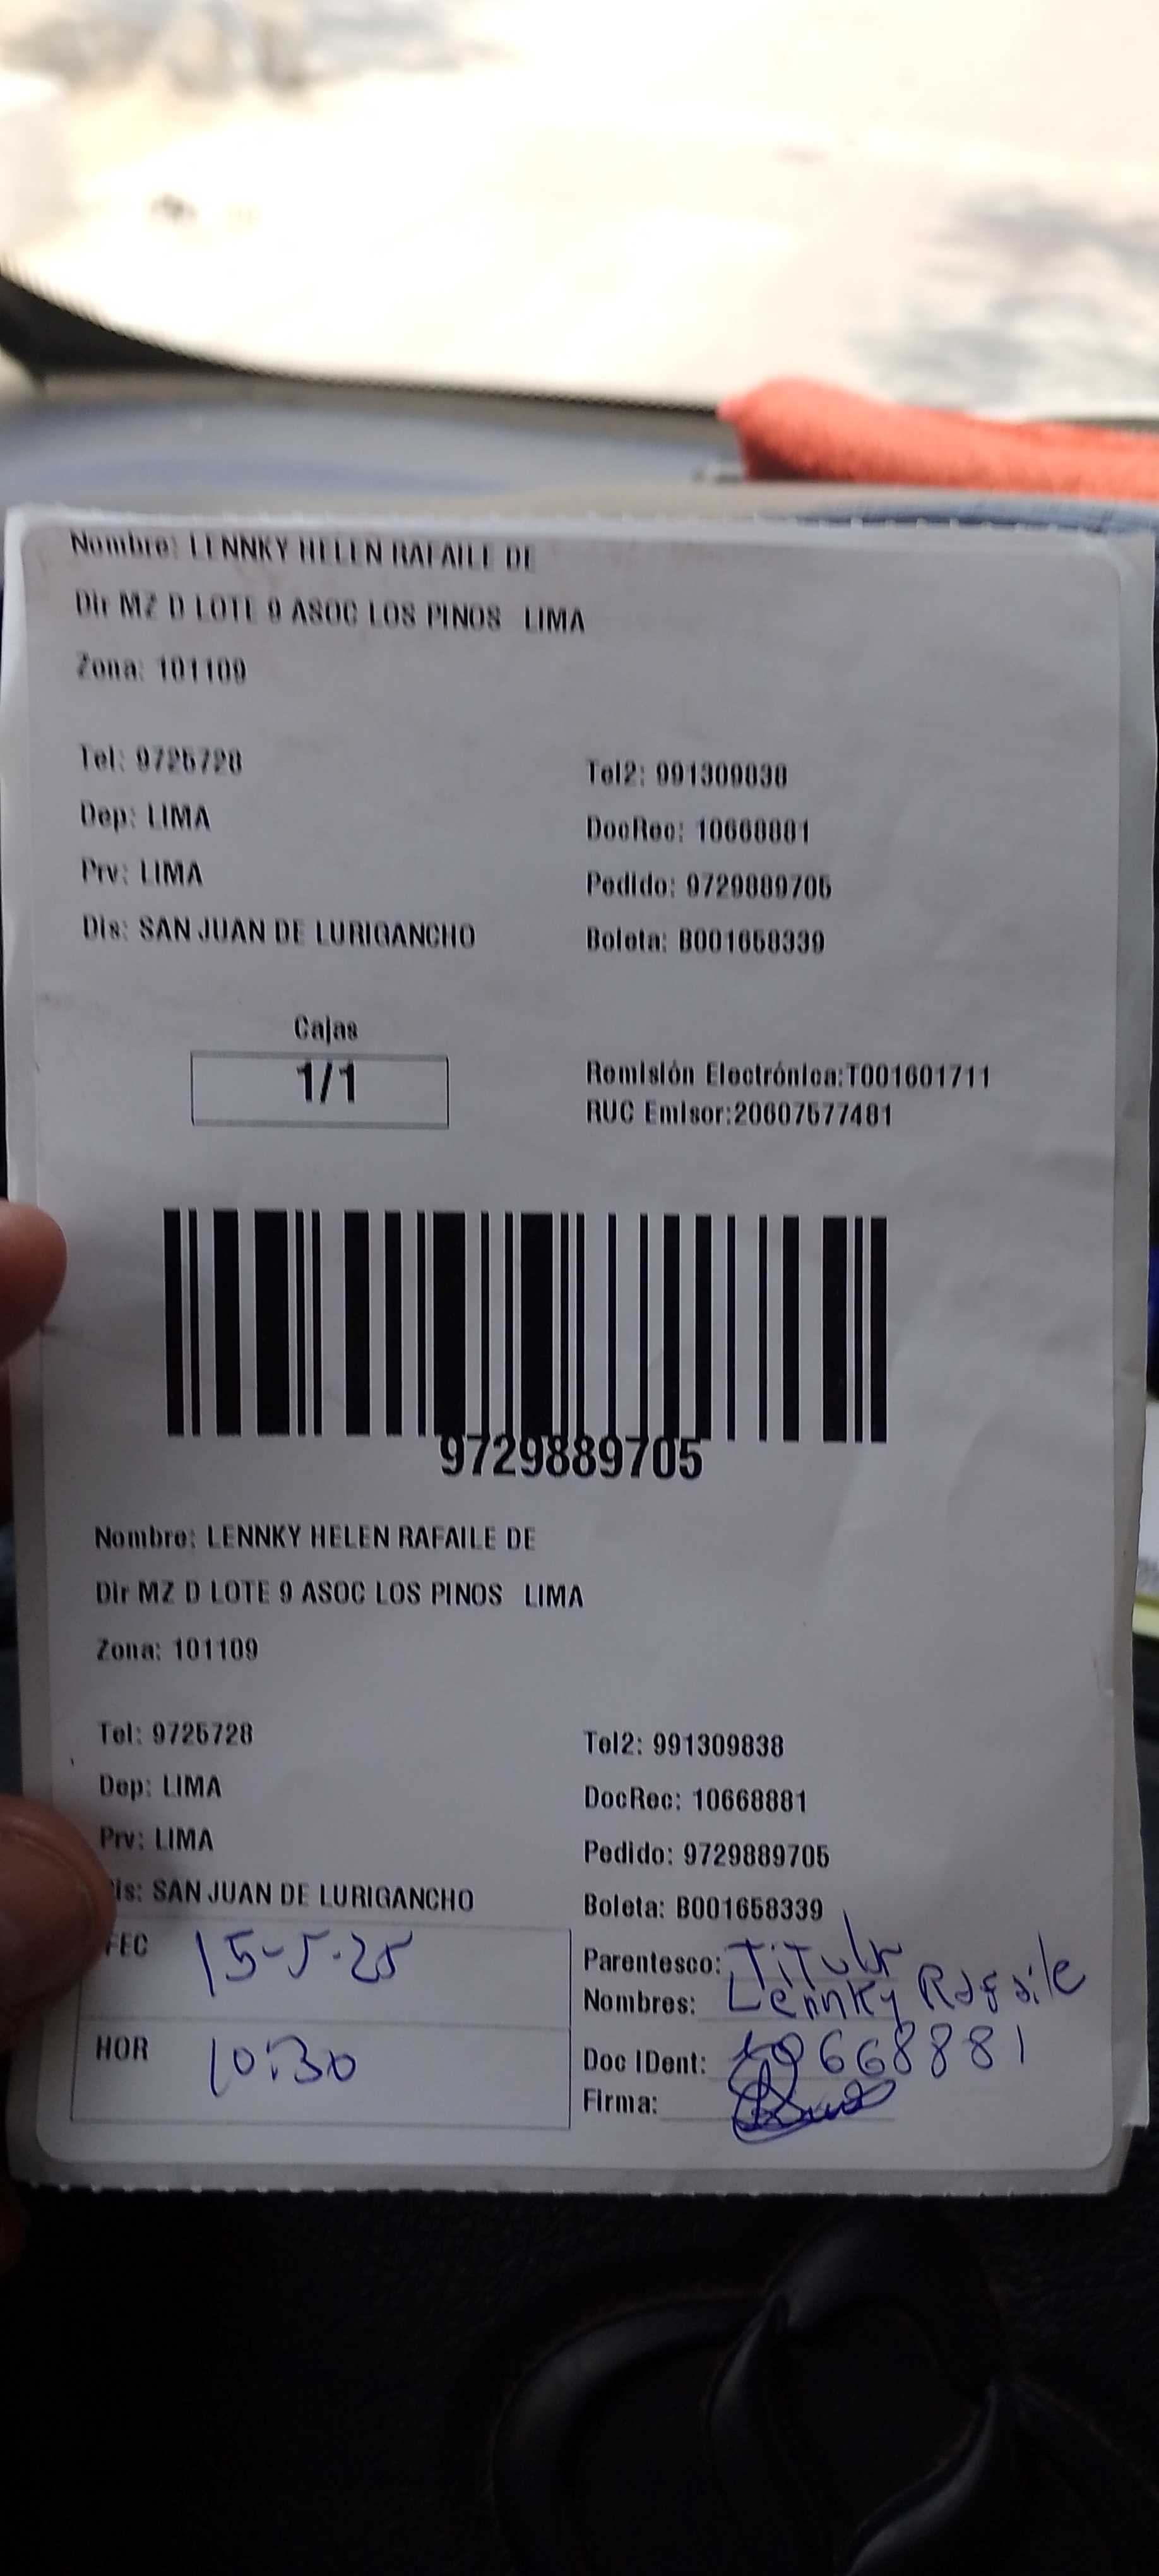 Nombre: LENNKY HELEN RAFAILE DE
Dir MZ D LOTE 9 ASOC LOS PINOS LIMA
Zona: 101109
Tel: 9725728 Tel2: 991309838
Dep: LIMA DocRec: 10668881
Prv: LIMA Pedido: 9729889705
Dis: SAN JUAN DE LURIGANCHO Boleta: B001658339
Cajas
1/1
Remisión Electrónica:T001601711
RUC Emisor:20607577481
9729889705
Nombre: LENNKY HELEN RAFAILE DE
Dir MZ D LOTE 9 ASOC LOS PINOS LIMA
Zona: 101109
Tel: 9725728 Tel2: 991309838
Dep: LIMA DocRec: 10668881
Prv: LIMA Pedido: 9729889705
Dis: SAN JUAN DE LURIGANCHO Boleta: B001658339
FEC 15-5-25 Parentesco: Titular
Nombres: Lennky Rafaile
HOR 10:30 Doc IDent: 10668881
Firma: